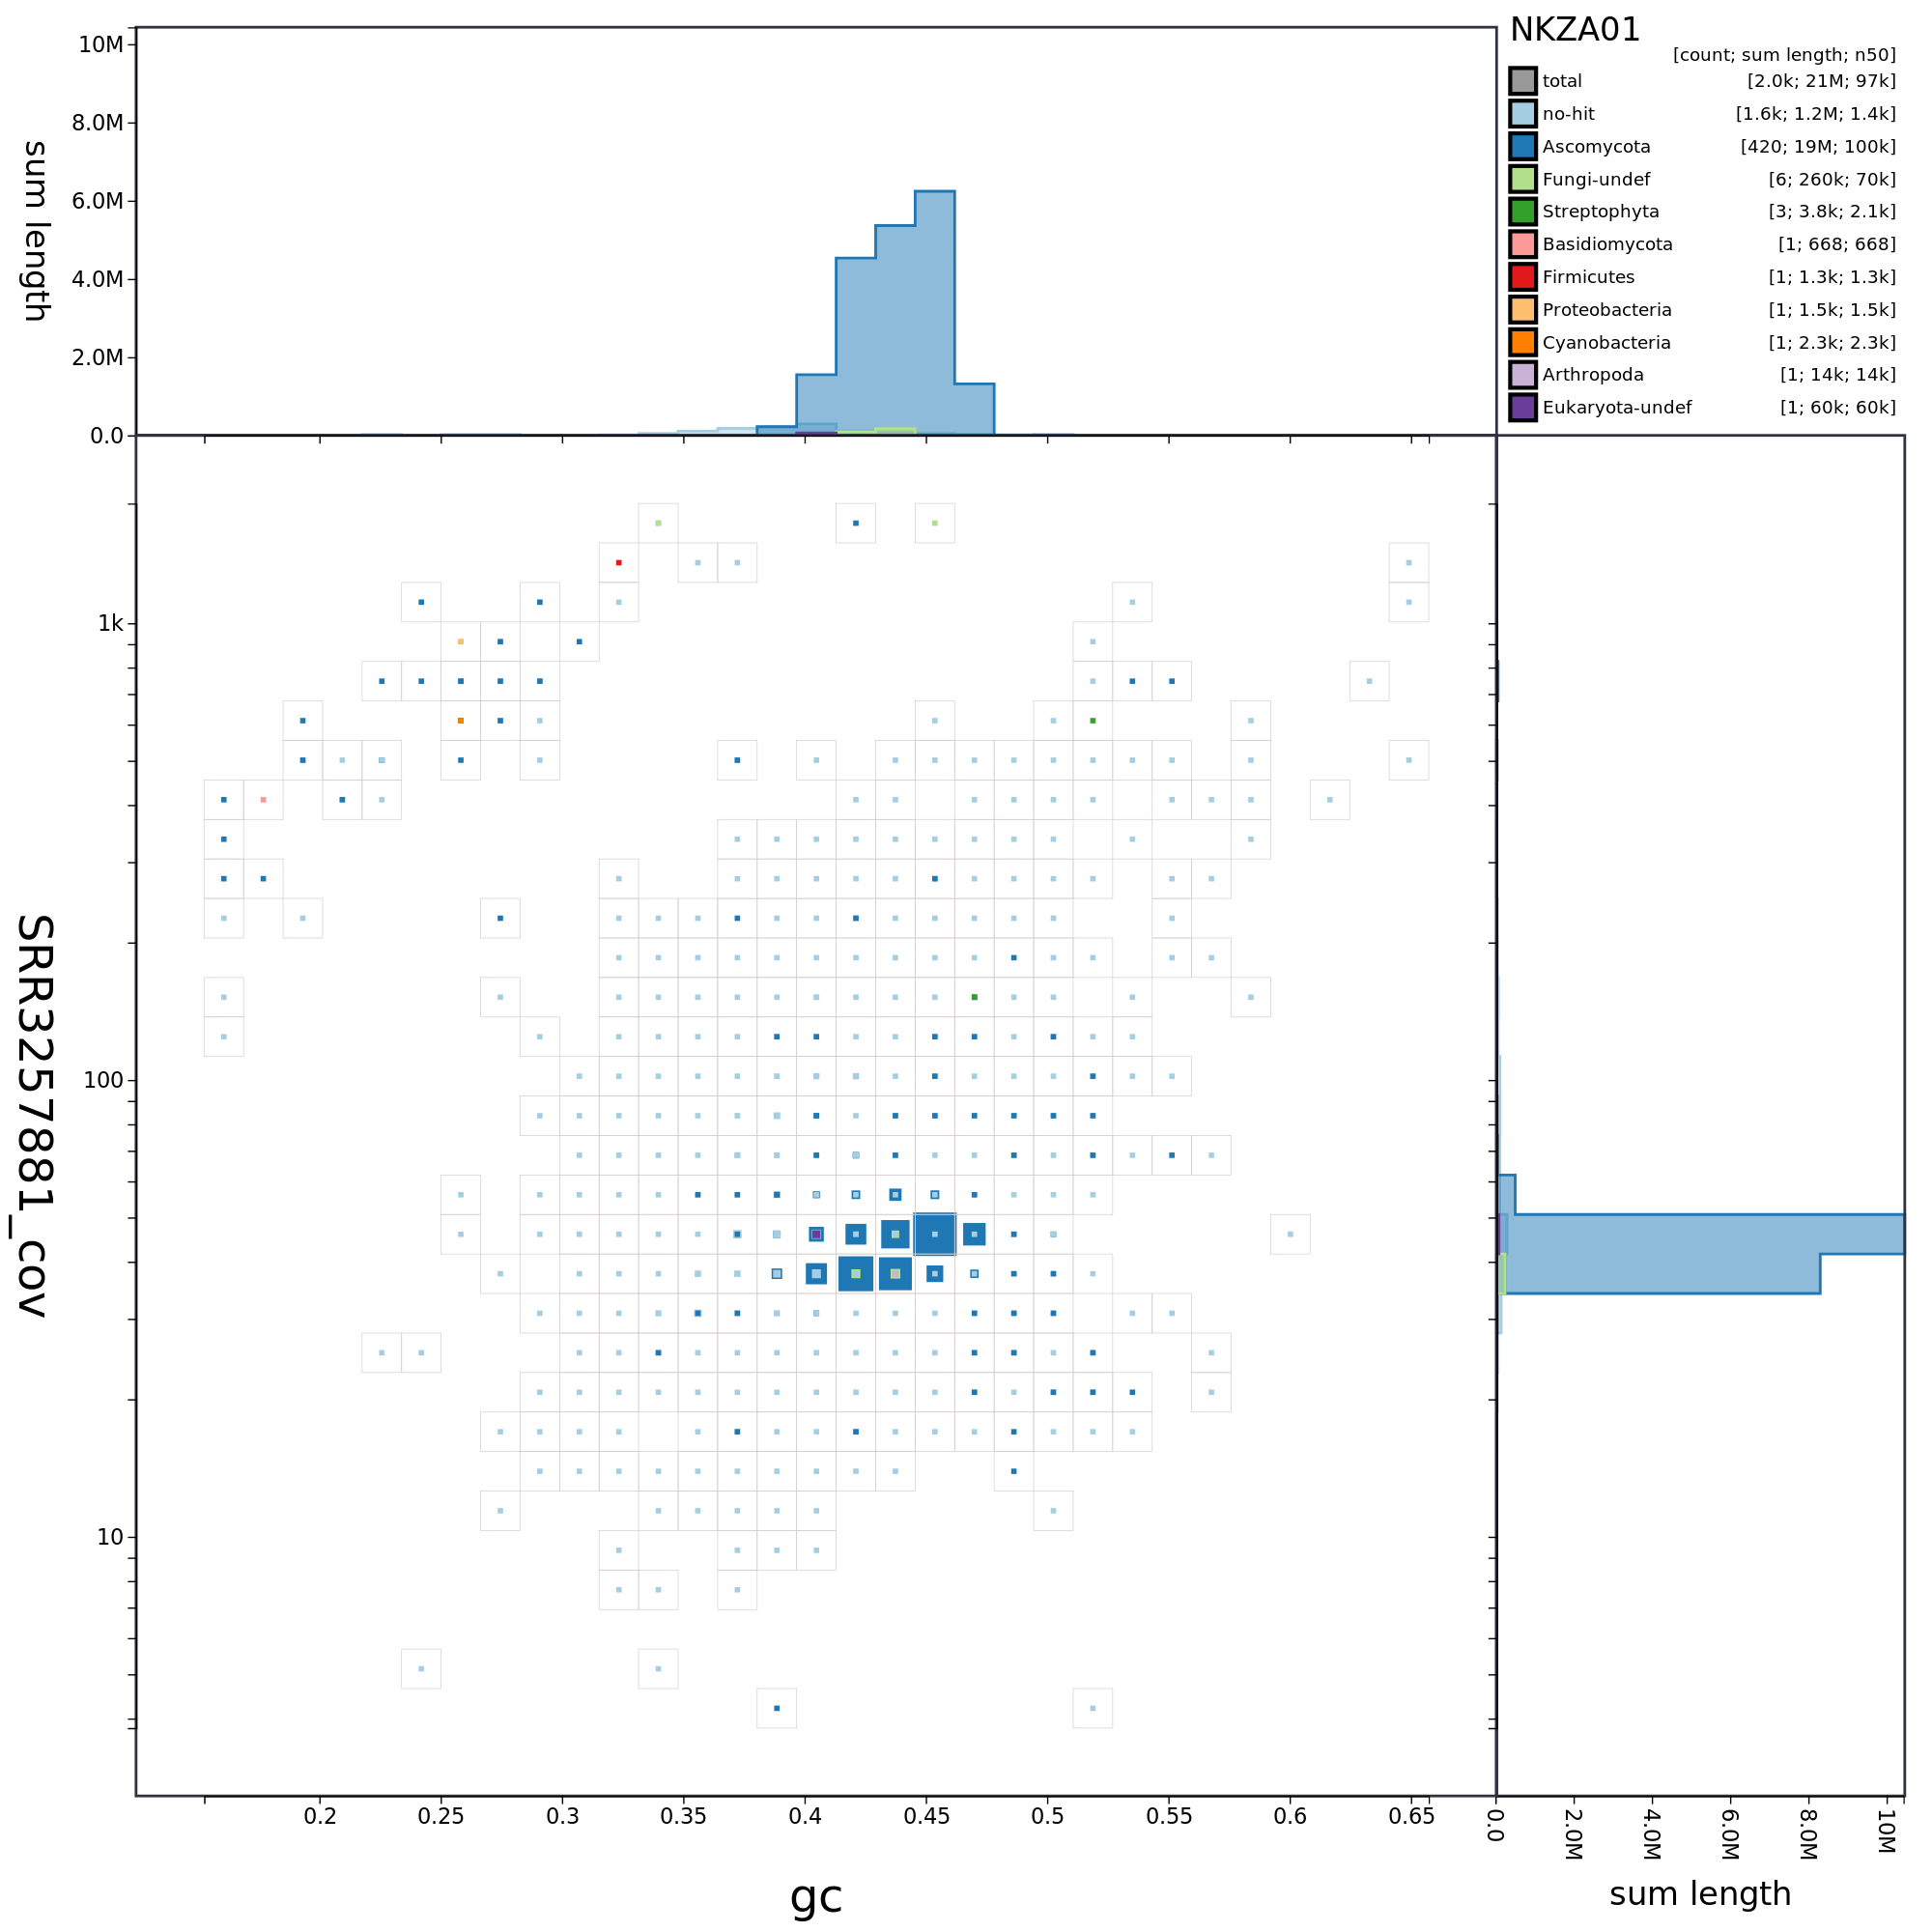 NKZA01
[count; sum length; n50]
total [2.0k; 21M; 97k]
no-hit [1.6k; 1.2M; 1.4k]
Ascomycota [420; 19M; 100k]
Fungi-undef [6; 260k; 70k]
Streptophyta [3; 3.8k; 2.1k]
Basidiomycota [1; 668; 668]
Firmicutes [1; 1.3k; 1.3k]
Proteobacteria [1; 1.5k; 1.5k]
Cyanobacteria [1; 2.3k; 2.3k]
Arthropoda [1; 14k; 14k]
Eukaryota-undef [1; 60k; 60k]
sum length
10M
8.0M
6.0M
4.0M
2.0M
0.0
SRR3257881_cov
1k
100
10
0.2 0.25 0.3 0.35 0.4 0.45 0.5 0.55 0.6 0.65
gc
0.0 2.0M 4.0M 6.0M 8.0M 10M
sum length